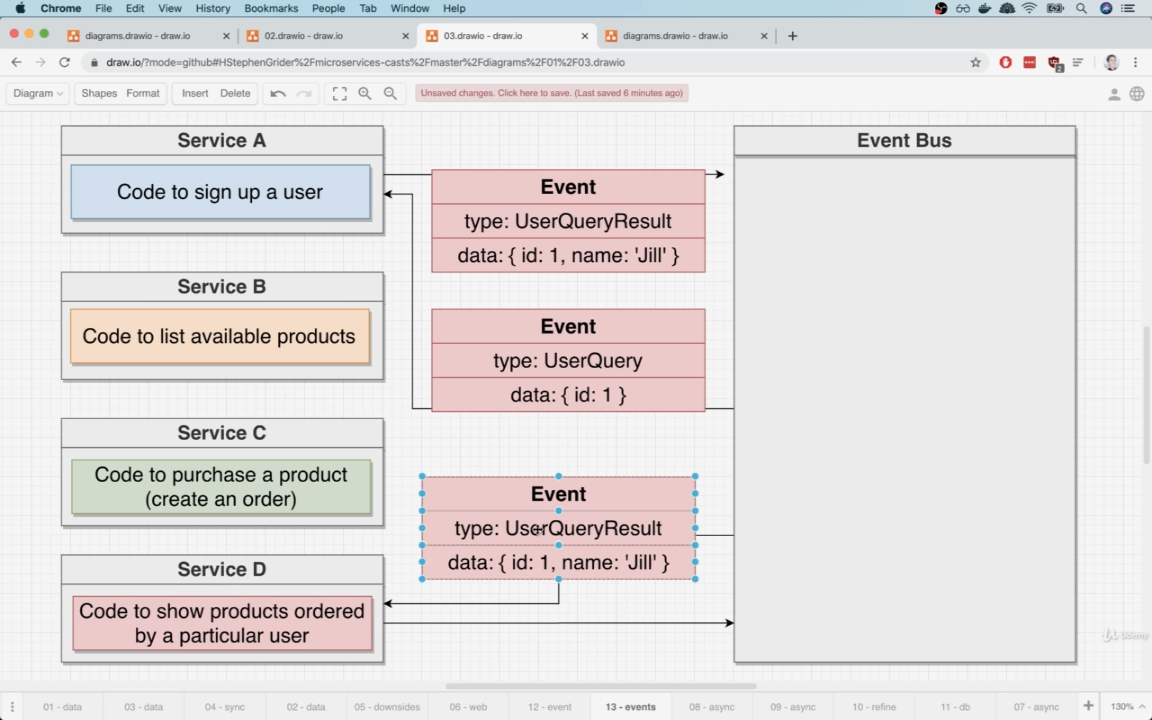 Chrome File Edit View History Bookmarks People Tab Window Help
diagrams.drawio - draw.io
02.drawio - draw.io
03.drawio - draw.io
diagrams.drawio - draw.io
draw.io/?mode=github#HStephenGrider%2Fmicroservices-casts%2Fmaster%2Fdiagrams%2F01%2F03.drawio
Diagram Shapes Format Insert Delete Unsaved changes. Click here to save. (Last saved 6 minutes ago)
Service A
Code to sign up a user
Service B
Code to list available products
Service C
Code to purchase a product
(create an order)
Service D
Code to show products ordered
by a particular user
Event
type: UserQueryResult
data: { id: 1, name: 'Jill' }
Event
type: UserQuery
data: { id: 1 }
Event
type: UserQueryResult
data: { id: 1, name: 'Jill' }
Event Bus
Udemy
01 - data 03 - data 04 - sync 02 - data 05 - downsides 06 - web 12 - event 13 - events 08 - async 09 - async 10 - refine 11 - db 07 - async 130%